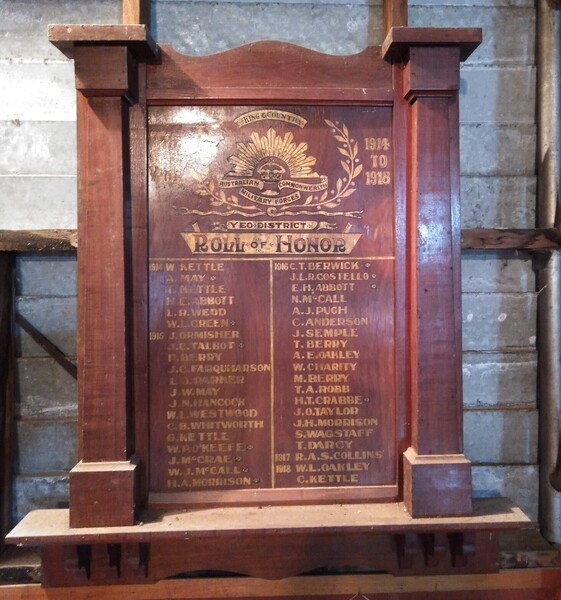 KING & COUNTRY
1914
TO
1918
AUSTRALIAN COMMONWEALTH
MILITARY FORCES
YEO DISTRICT
ROLL OF HONOR
1914 W. KETTLE
A. MAY
T. KETTLE
H.E. ABBOTT
L.R. WEDD
W.L. GREEN
1915 J. ORMISHER
J.C. TALBOT
P. BERRY
J.C. FARQUHARSON
L. J. PARKER
J.W. MAY
J.N. HANCOCK
W.L. WESTWOOD
C.B. WHITWORTH
G. KETTLE
W. RO'KEEFE
J. McCRAE
W.J. McCALL
H.A. MORRISON
1916 C.T. BERWICK
J.L.R. COSTELLO
E.H. ABBOTT
N. McCALL
A.J. PUGH
C. ANDERSON
J. SEMPLE
T. BERRY
A.E. OAKLEY
W. CHARITY
M. BERRY
T.A. ROBB
H.T. CRABBE
J.O. TAYLOR
J.H. MORRISON
S. WAGSTAFF
T. DARCY
1917 R.A.S. COLLINS
1918 W.L. OAKLEY
C. KETTLE